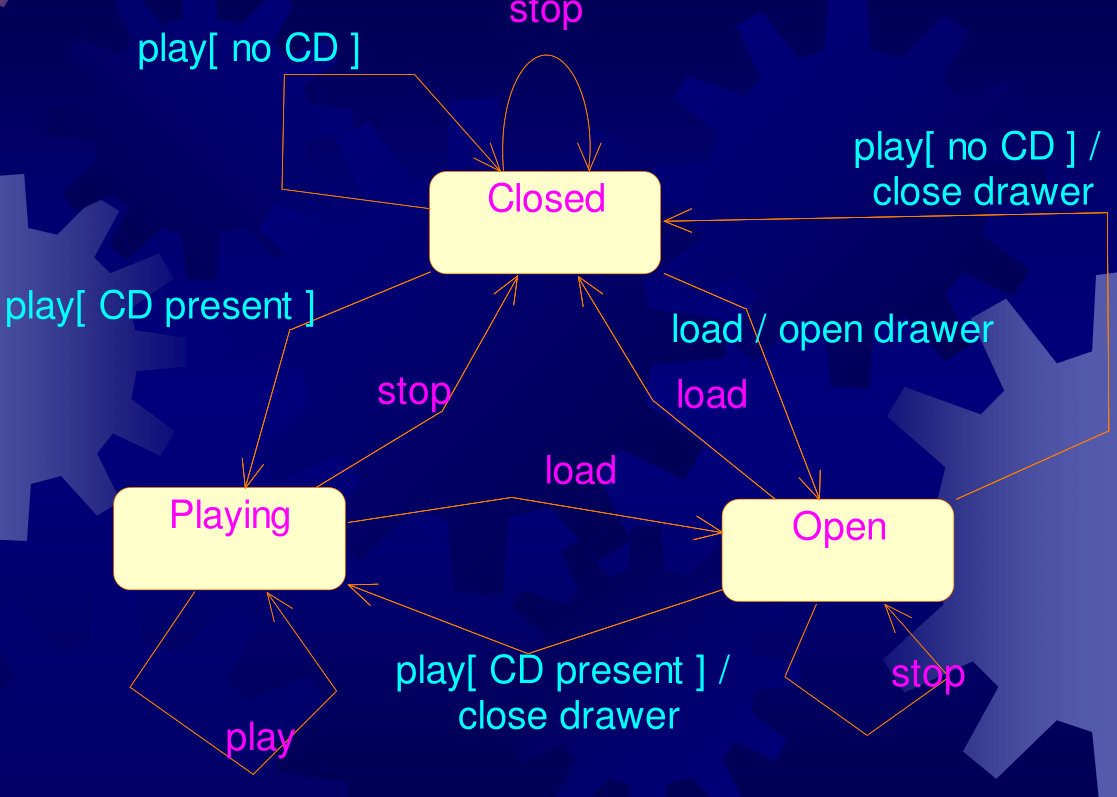 stop
play[ no CD ]
play[ no CD ] /
close drawer
Closed
play[ CD present ]
load / open drawer
stop
load
load
Playing
Open
play[ CD present ] /
close drawer
stop
play